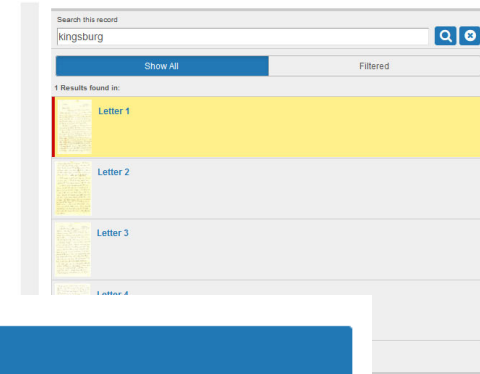 Search this record
kingsburg
Show All Filtered
1 Results found in:
Letter 1
Letter 2
Letter 3
Letter 4